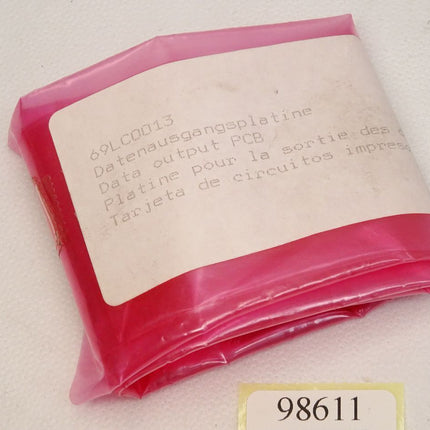 69LC0013
Datenausgangsplatine
Data output PCB
Platine pour la sortie des
Tarjeta de circuitos impres
98611